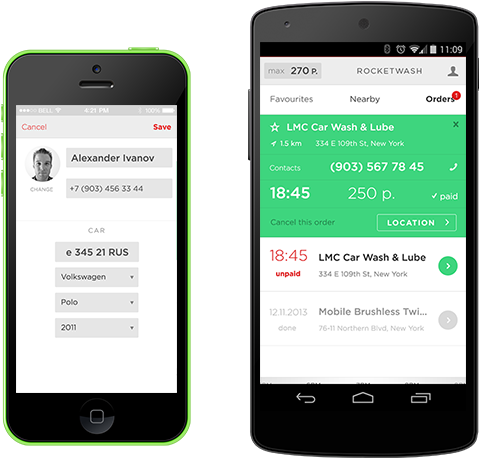 BELL 4:21 PM 100%
Cancel Save
Alexander Ivanov
+7 (903) 456 33 44
CHANGE
CAR
e 345 21 RUS
Volkswagen
Polo
2011
11:09
max 270 P. ROCKETWASH
Favourites Nearby Orders 1
LMC Car Wash & Lube x
1.5 km 334 E 109th St, New York
Contacts (903) 567 78 45
18:45 250 p. ✓ paid
Cancel this order LOCATION >
18:45 LMC Car Wash & Lube
unpaid 334 E 109th St, New York
12.11.2013 Mobile Brushless Twi...
done 76-11 Northern Blvd, New York